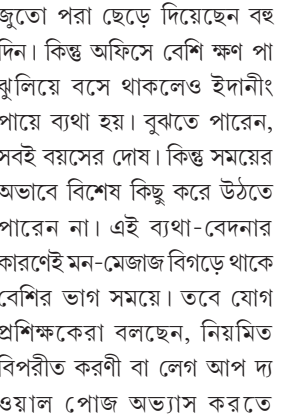 জুতো পরা ছেড়ে দিয়েছেন বহু
দিন। কিন্তু অফিসে বেশি ক্ষণ পা
ঝুলিয়ে বসে থাকলেও ইদানীং
পায়ে ব্যথা হয়। বুঝতে পারেন,
সবই বয়সের দোষ। কিন্তু সময়ের
অভাবে বিশেষ কিছু করে উঠতে
পারেন না। এই ব্যথা-বেদনার
কারণেই মন-মেজাজ বিগড়ে থাকে
বেশির ভাগ সময়ে। তবে যোগ
প্রশিক্ষকেরা বলছেন, নিয়মিত
বিপরীত করণী বা লেগ আপ দ্য
ওয়াল পোজ অভ্যাস করতে